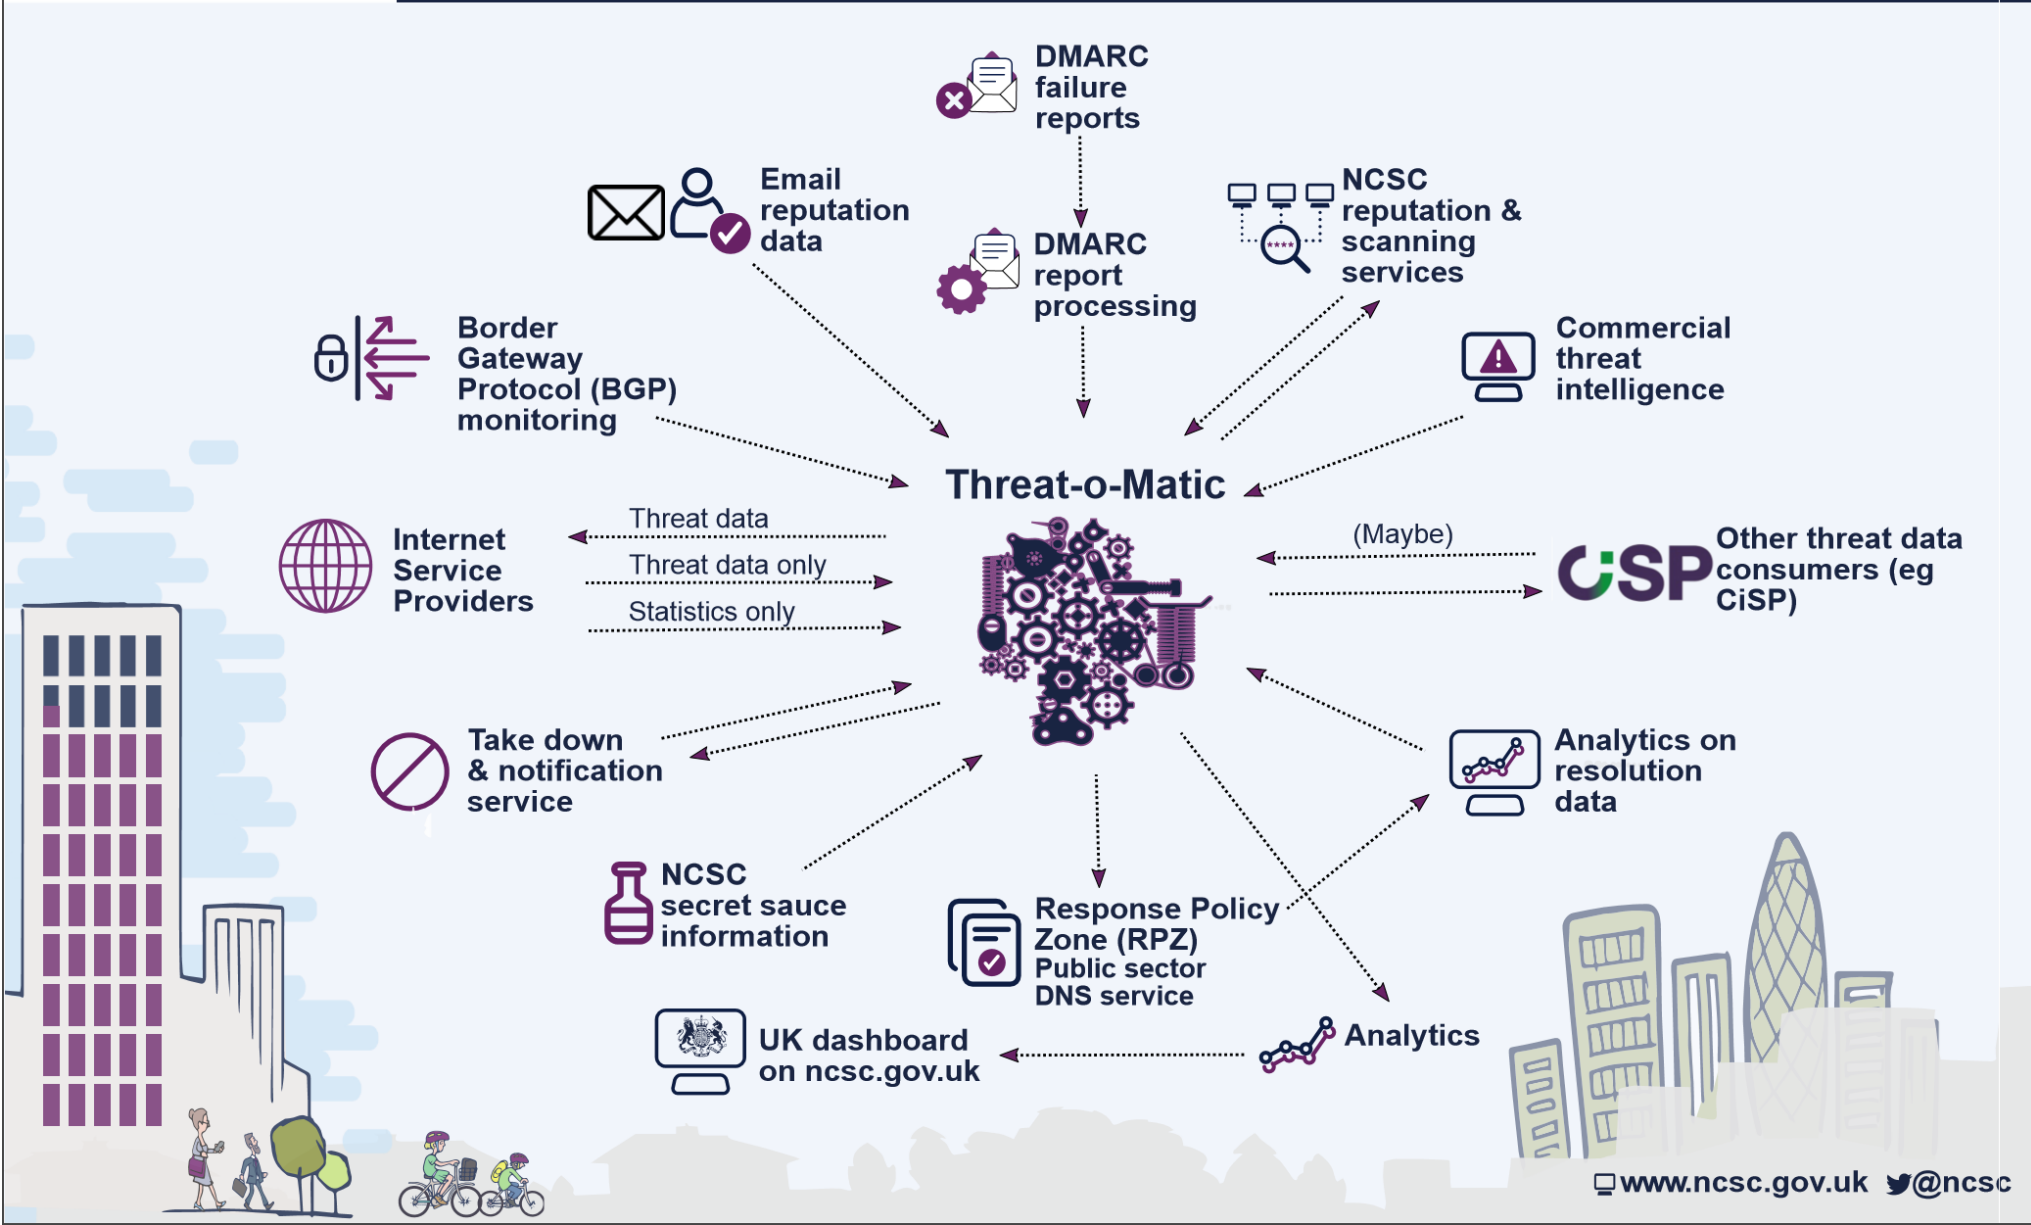 DMARC
failure
reports
Email
reputation
data
DMARC
report
processing
NCSC
reputation &
scanning
services
Border
Gateway
Protocol (BGP)
monitoring
Commercial
threat
intelligence
Threat-o-Matic
Internet
Service
Providers
Threat data
Threat data only
Statistics only
(Maybe)
CiSP
Other threat data
consumers (eg
CiSP)
Take down
& notification
service
Analytics on
resolution
data
NCSC
secret sauce
information
Response Policy
Zone (RPZ)
Public sector
DNS service
UK dashboard
on ncsc.gov.uk
Analytics
www.ncsc.gov.uk @ncsc